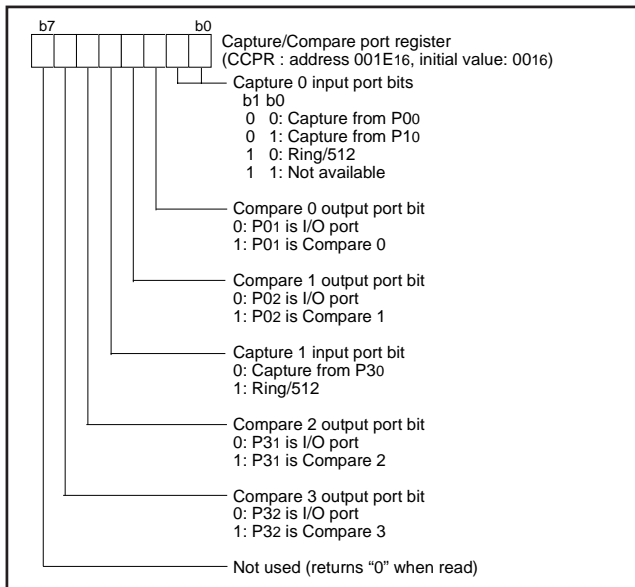 b7 b0
Capture/Compare port register
(CCPR : address 001E16, initial value: 0016)
Capture 0 input port bits
b1 b0
0 0: Capture from P00
0 1: Capture from P10
1 0: Ring/512
1 1: Not available
Compare 0 output port bit
0: P01 is I/O port
1: P01 is Compare 0
Compare 1 output port bit
0: P02 is I/O port
1: P02 is Compare 1
Capture 1 input port bit
0: Capture from P30
1: Ring/512
Compare 2 output port bit
0: P31 is I/O port
1: P31 is Compare 2
Compare 3 output port bit
0: P32 is I/O port
1: P32 is Compare 3
Not used (returns “0” when read)